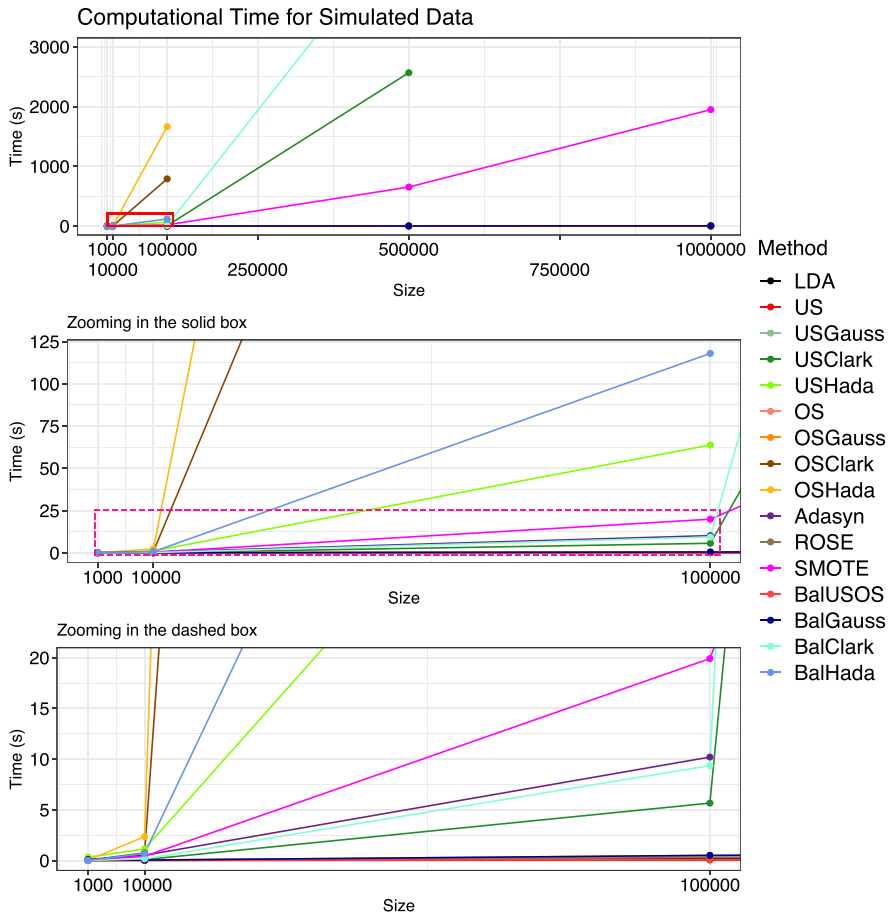 Computational Time for Simulated Data
3000
2000
1000
0
Time (s)
1000 100000 500000 1000000
10000 250000 750000
Size
Zooming in the solid box
125
100
75
50
25
0
Time (s)
1000 10000 100000
Size
Zooming in the dashed box
20
15
10
5
0
Time (s)
1000 10000 100000
Size
Method
LDA
US
USGauss
USClark
USHada
OS
OSGauss
OSClark
OSHada
Adasyn
ROSE
SMOTE
BalUSOS
BalGauss
BalClark
BalHada